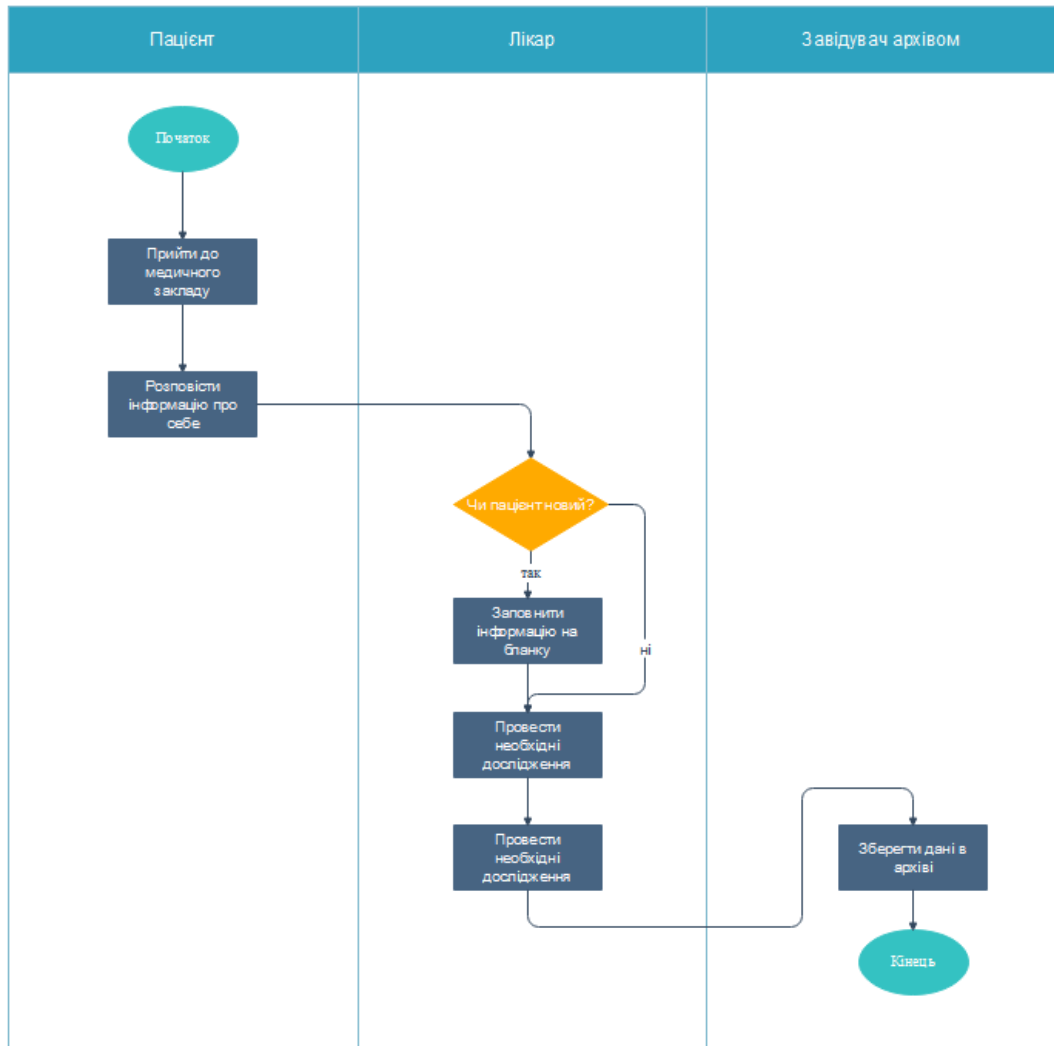 Пацієнт
Лікар
Завідувач архівом
Початок
Прийти до
медичного
закладу
Розповісти
інформацію про
себе
Чи пацієнт новий?
так
Заповнити
інформацію на
бланку
ні
Провести
необхідні
дослідження
Провести
необхідні
дослідження
Зберегти дані в
архіві
Кінець